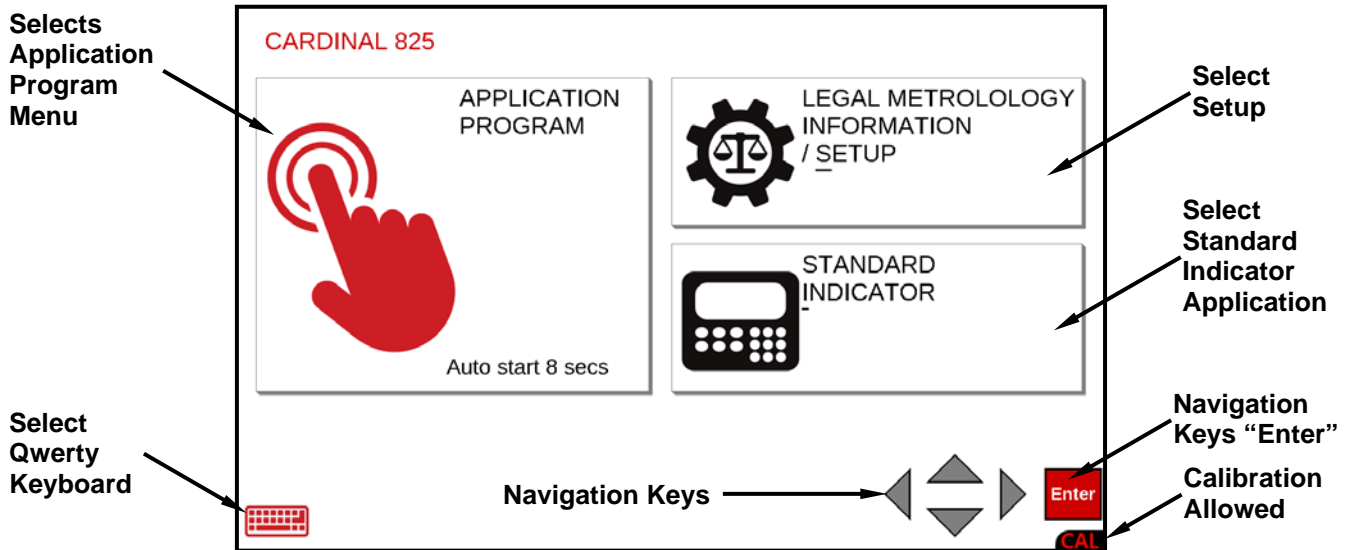 Selects
Application
Program
Menu
CARDINAL 825
APPLICATION
PROGRAM
Auto start 8 secs
LEGAL METROLOLOGY
INFORMATION
/ SETUP
STANDARD
INDICATOR
Select
Setup
Select
Standard
Indicator
Application
Select
Qwerty
Keyboard
Navigation Keys
Enter
CAL
Navigation
Keys “Enter”
Calibration
Allowed